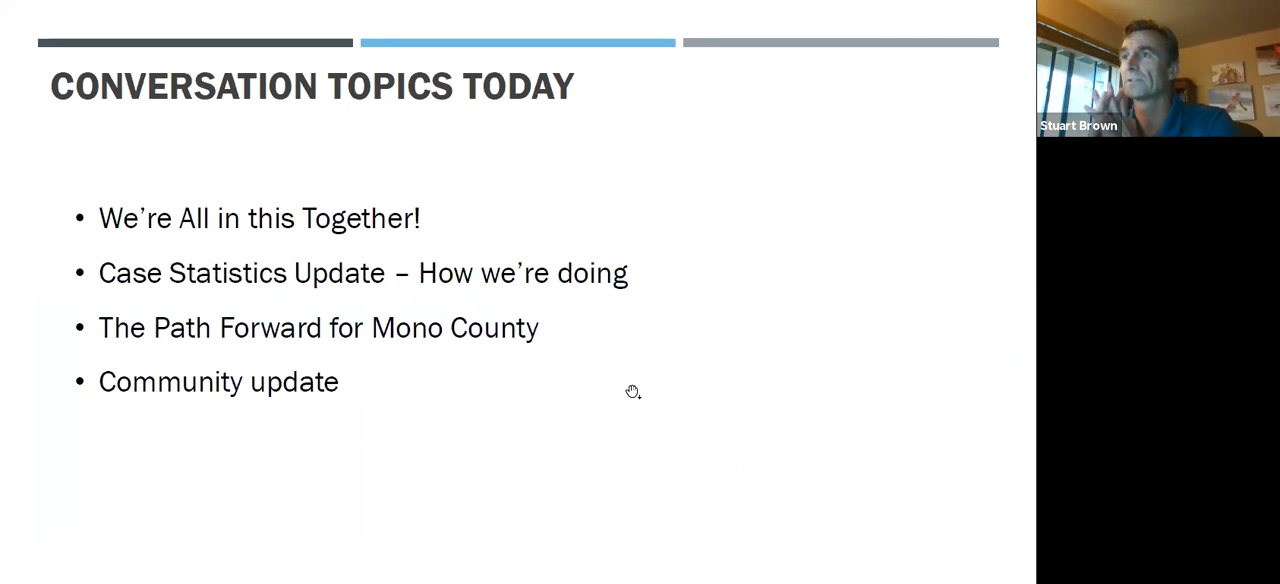 CONVERSATION TOPICS TODAY
• We’re All in this Together!
• Case Statistics Update – How we’re doing
• The Path Forward for Mono County
• Community update
Stuart Brown